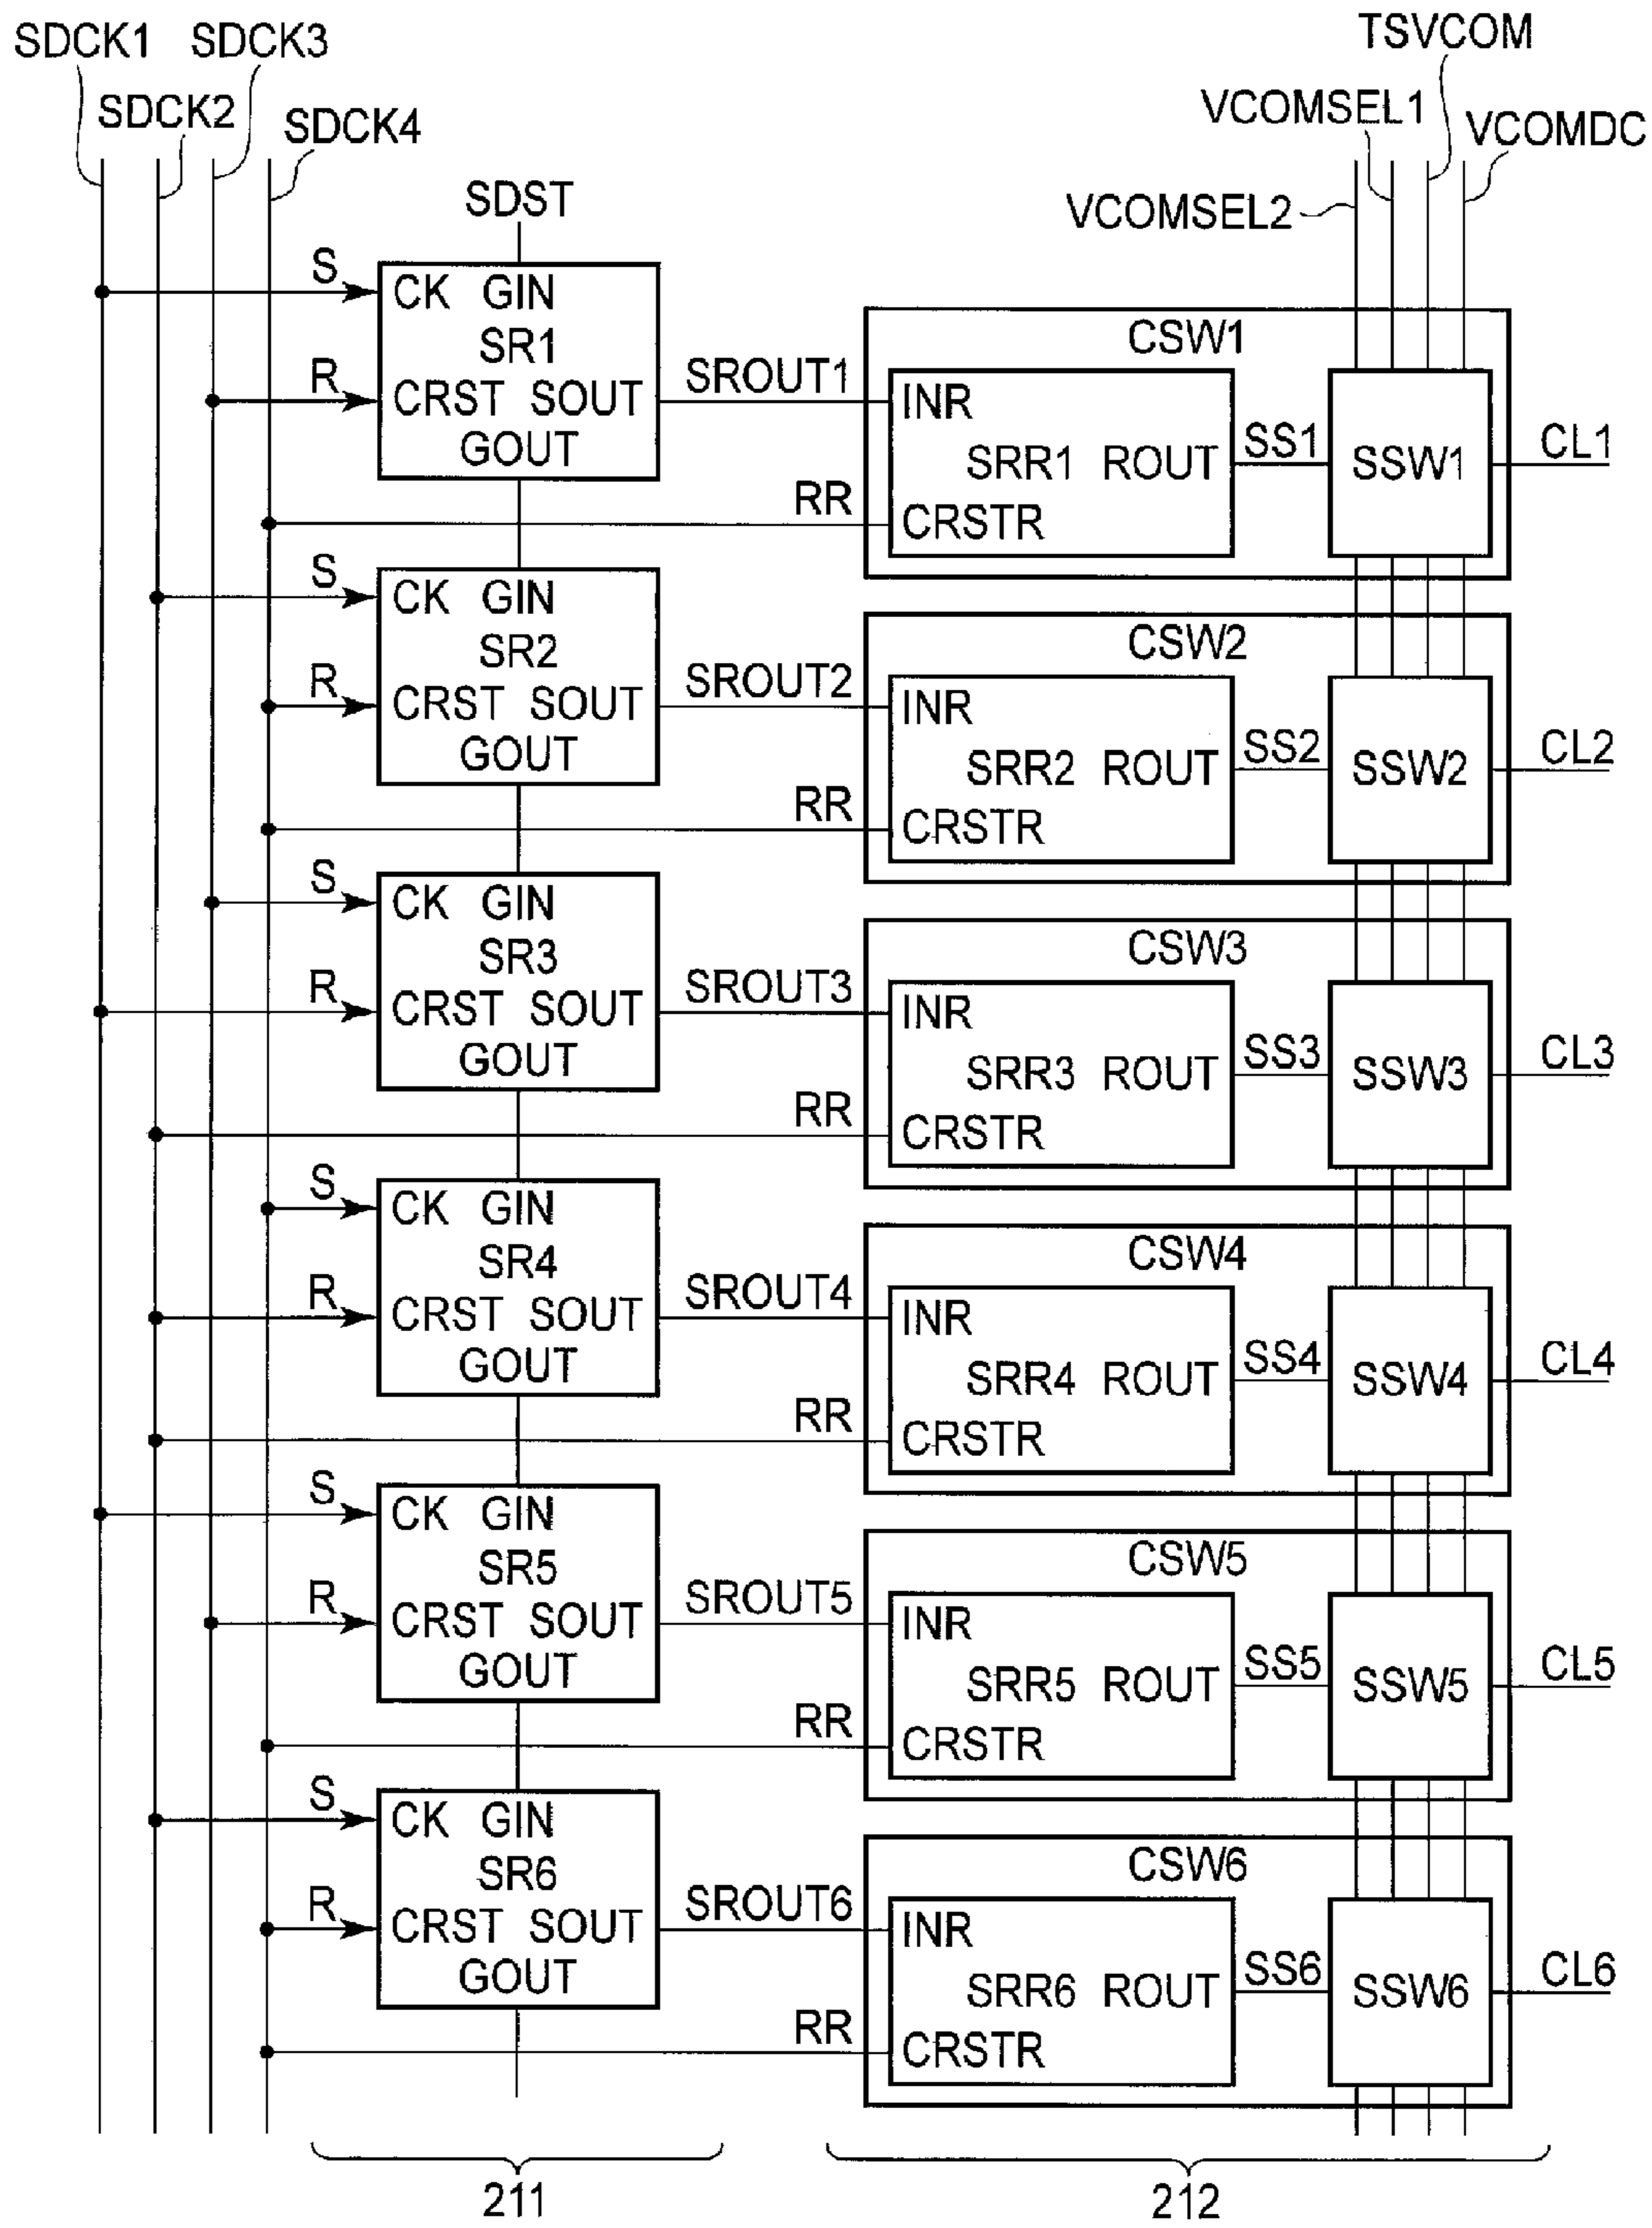 SDCK1 SDCK3 TSVCOM
SDCK2 SDCK4 VCOMSEL1 VCOMDC
SDST VCOMSEL2
S CK GIN
SR1 CSW1
R CRST SOUT SROUT1 INR
GOUT SRR1 ROUT SS1 SSW1 CL1
RR CRSTR
S CK GIN
SR2 CSW2
R CRST SOUT SROUT2 INR
GOUT SRR2 ROUT SS2 SSW2 CL2
RR CRSTR
S CK GIN
SR3 CSW3
R CRST SOUT SROUT3 INR
GOUT SRR3 ROUT SS3 SSW3 CL3
RR CRSTR
S CK GIN
SR4 CSW4
R CRST SOUT SROUT4 INR
GOUT SRR4 ROUT SS4 SSW4 CL4
RR CRSTR
S CK GIN
SR5 CSW5
R CRST SOUT SROUT5 INR
GOUT SRR5 ROUT SS5 SSW5 CL5
RR CRSTR
S CK GIN
SR6 CSW6
R CRST SOUT SROUT6 INR
GOUT SRR6 ROUT SS6 SSW6 CL6
RR CRSTR
211 212